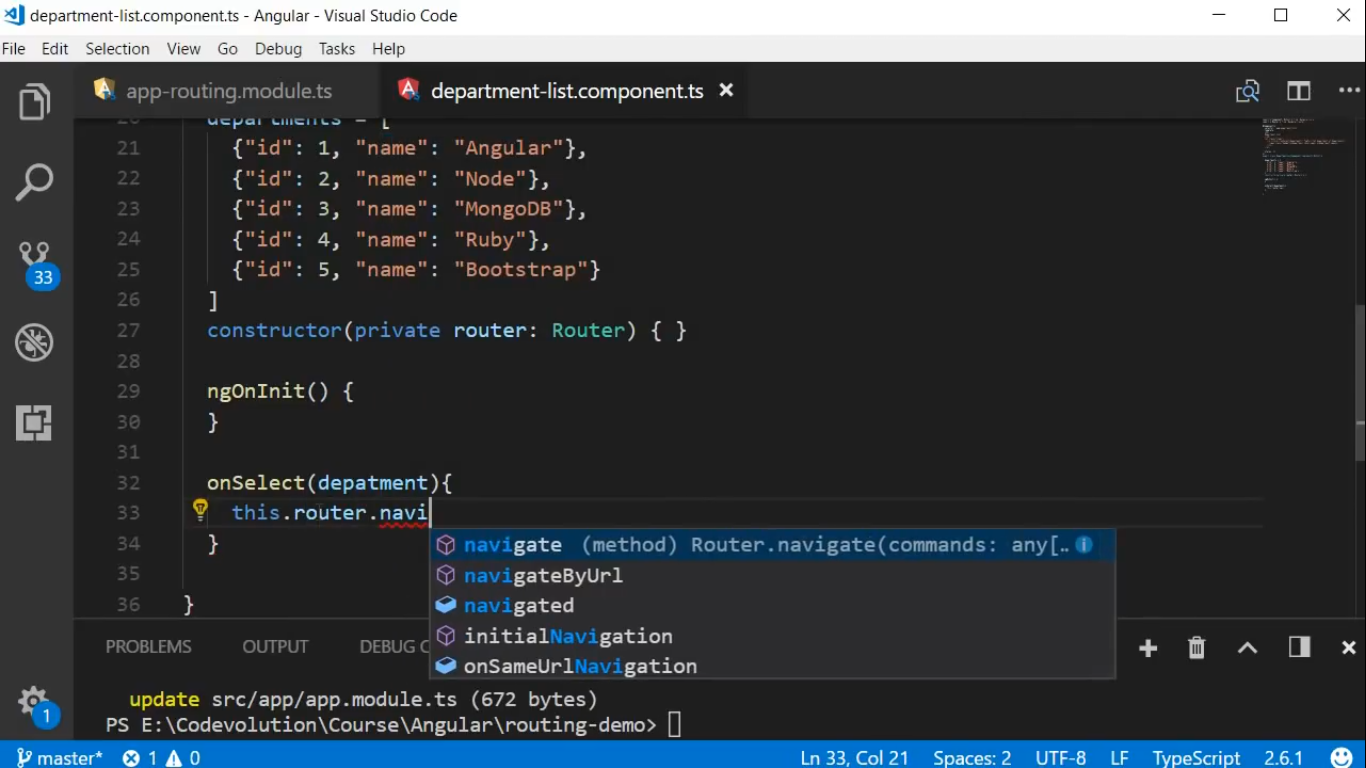 department-list.component.ts - Angular - Visual Studio Code
File Edit Selection View Go Debug Tasks Help
app-routing.module.ts department-list.component.ts
20 departments = [
21 {"id": 1, "name": "Angular"},
22 {"id": 2, "name": "Node"},
23 {"id": 3, "name": "MongoDB"},
24 {"id": 4, "name": "Ruby"},
25 {"id": 5, "name": "Bootstrap"}
26 ]
27 constructor(private router: Router) { }
28
29 ngOnInit() {
30 }
31
32 onSelect(depatment){
33 this.router.navi
34 }
35
36 }
navigate (method) Router.navigate(commands: any[…
navigateByUrl
navigated
initialNavigation
onSameUrlNavigation
33
1
PROBLEMS OUTPUT DEBUG C
update src/app/app.module.ts (672 bytes)
PS E:\Codevolution\Course\Angular\routing-demo>
master* 1 0 Ln 33, Col 21 Spaces: 2 UTF-8 LF TypeScript 2.6.1